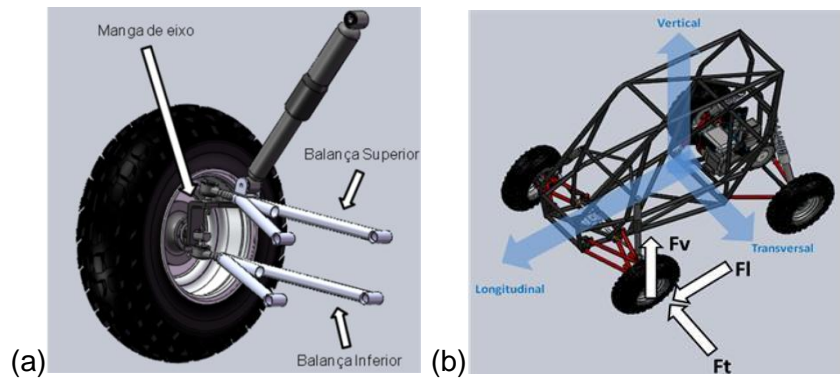 Manga de eixo
Balança Superior
Balança Inferior
(a)
Vertical
Transversal
Longitudinal
Fv
Fl
Ft
(b)